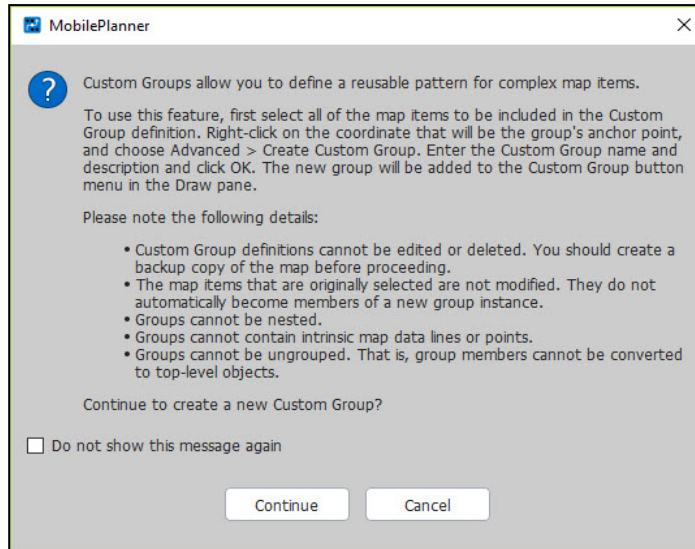 MobilePlanner
Custom Groups allow you to define a reusable pattern for complex map items.
To use this feature, first select all of the map items to be included in the Custom
Group definition. Right-click on the coordinate that will be the group's anchor point,
and choose Advanced > Create Custom Group. Enter the Custom Group name and
description and click OK. The new group will be added to the Custom Group button
menu in the Draw pane.
Please note the following details:
• Custom Group definitions cannot be edited or deleted. You should create a
backup copy of the map before proceeding.
• The map items that are originally selected are not modified. They do not
automatically become members of a new group instance.
• Groups cannot be nested.
• Groups cannot contain intrinsic map data lines or points.
• Groups cannot be ungrouped. That is, group members cannot be converted
to top-level objects.
Continue to create a new Custom Group?
Do not show this message again
Continue
Cancel